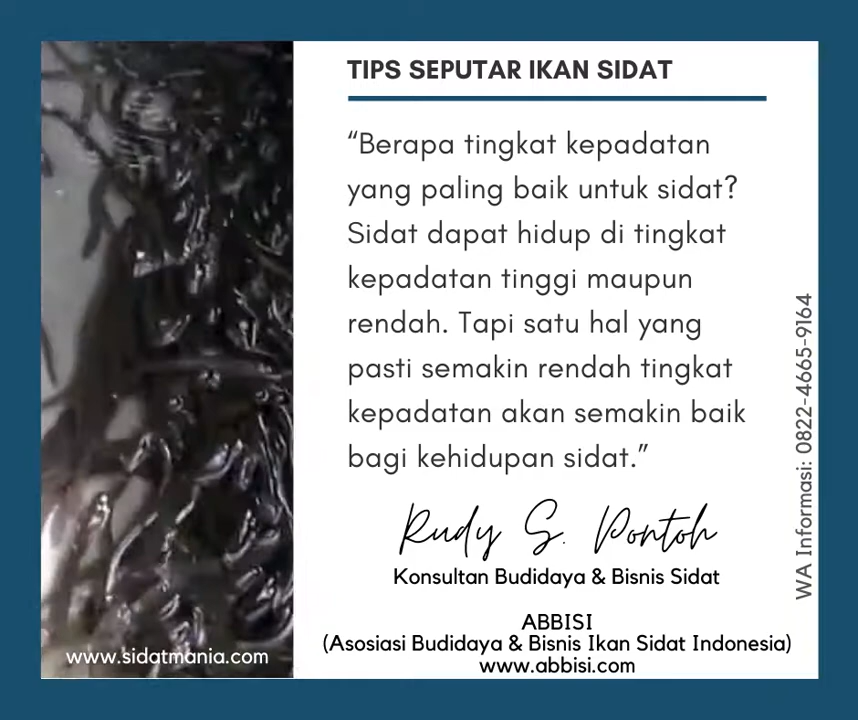 TIPS SEPUTAR IKAN SIDAT
“Berapa tingkat kepadatan
yang paling baik untuk sidat?
Sidat dapat hidup di tingkat
kepadatan tinggi maupun
rendah. Tapi satu hal yang
pasti semakin rendah tingkat
kepadatan akan semakin baik
bagi kehidupan sidat.”
Rudy S. Pontoh
Konsultan Budidaya & Bisnis Sidat
ABBISI
(Asosiasi Budidaya & Bisnis Ikan Sidat Indonesia)
www.abbisi.com
www.sidatmania.com
WA Informasi: 0822-4665-9164